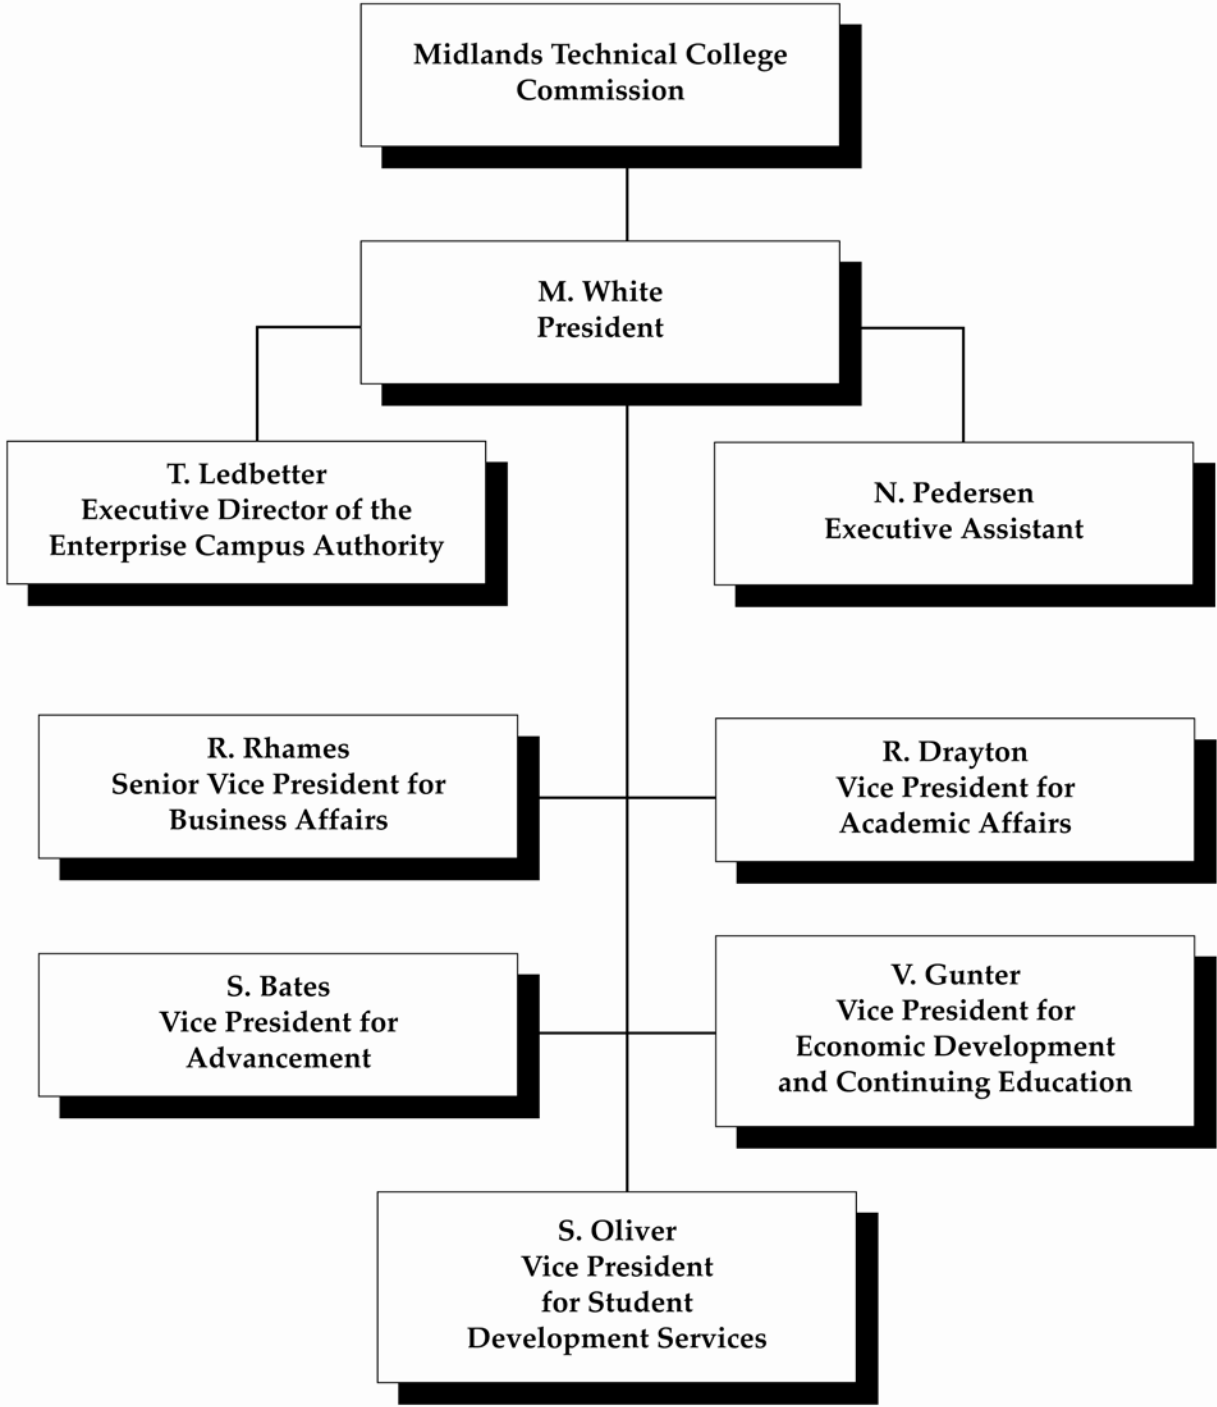 Midlands Technical College
Commission
M. White
President
T. Ledbetter
Executive Director of the
Enterprise Campus Authority
N. Pedersen
Executive Assistant
R. Rhames
Senior Vice President for
Business Affairs
R. Drayton
Vice President for
Academic Affairs
S. Bates
Vice President for
Advancement
V. Gunter
Vice President for
Economic Development
and Continuing Education
S. Oliver
Vice President
for Student
Development Services